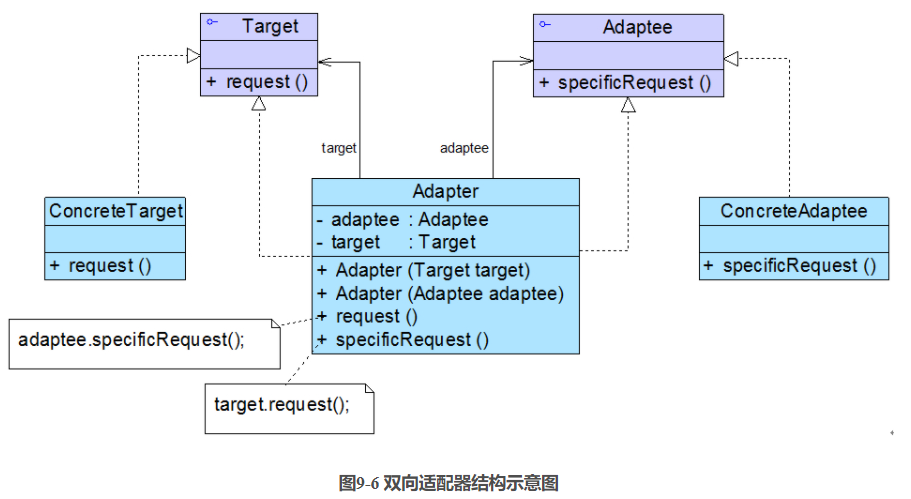 Target
+ request ()
Adaptee
+ specificRequest ()
target
adaptee
ConcreteTarget
+ request ()
Adapter
- adaptee : Adaptee
- target : Target
+ Adapter (Target target)
+ Adapter (Adaptee adaptee)
+ request ()
+ specificRequest ()
ConcreteAdaptee
+ specificRequest ()
adaptee.specificRequest();
target.request();
图9-6 双向适配器结构示意图